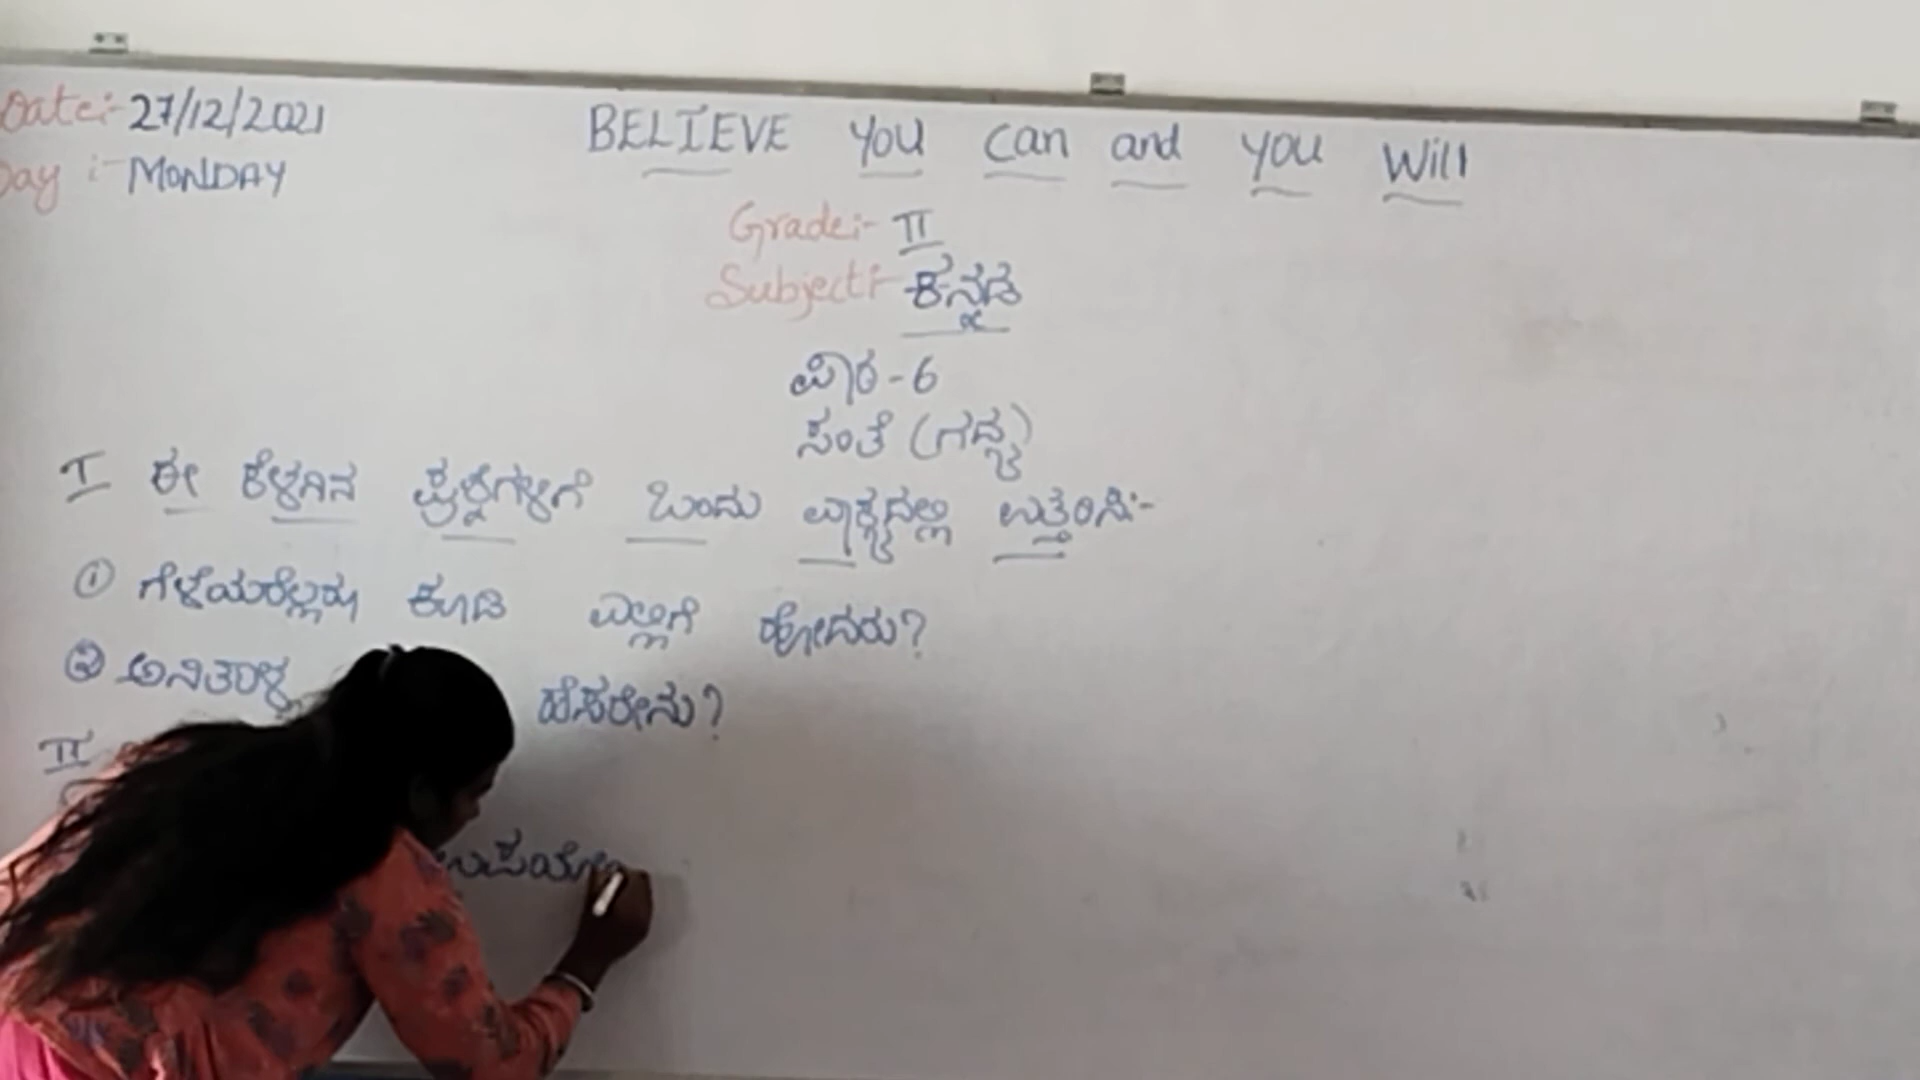 Date:- 27/12/2021
BELIEVE YOU can and YOU Will
Day :- MONDAY
Grade:- II
Subject:- ಕನ್ನಡ
ಪಾಠ-6
ಸಂತೆ (ಗದ್ಯ)
I ಈ ಕೆಳಗಿನ ಪ್ರಶ್ನೆಗಳಿಗೆ ಒಂದು ವಾಕ್ಯದಲ್ಲಿ ಉತ್ತರಿಸಿ:-
① ಗೆಳೆಯರೆಲ್ಲರೂ ಕೂಡಿ ಎಲ್ಲಿಗೆ ಹೋದರು?
② ಅನಿತಾಳ ಹೆಸರೇನು?
II
ಉಪಯೋ